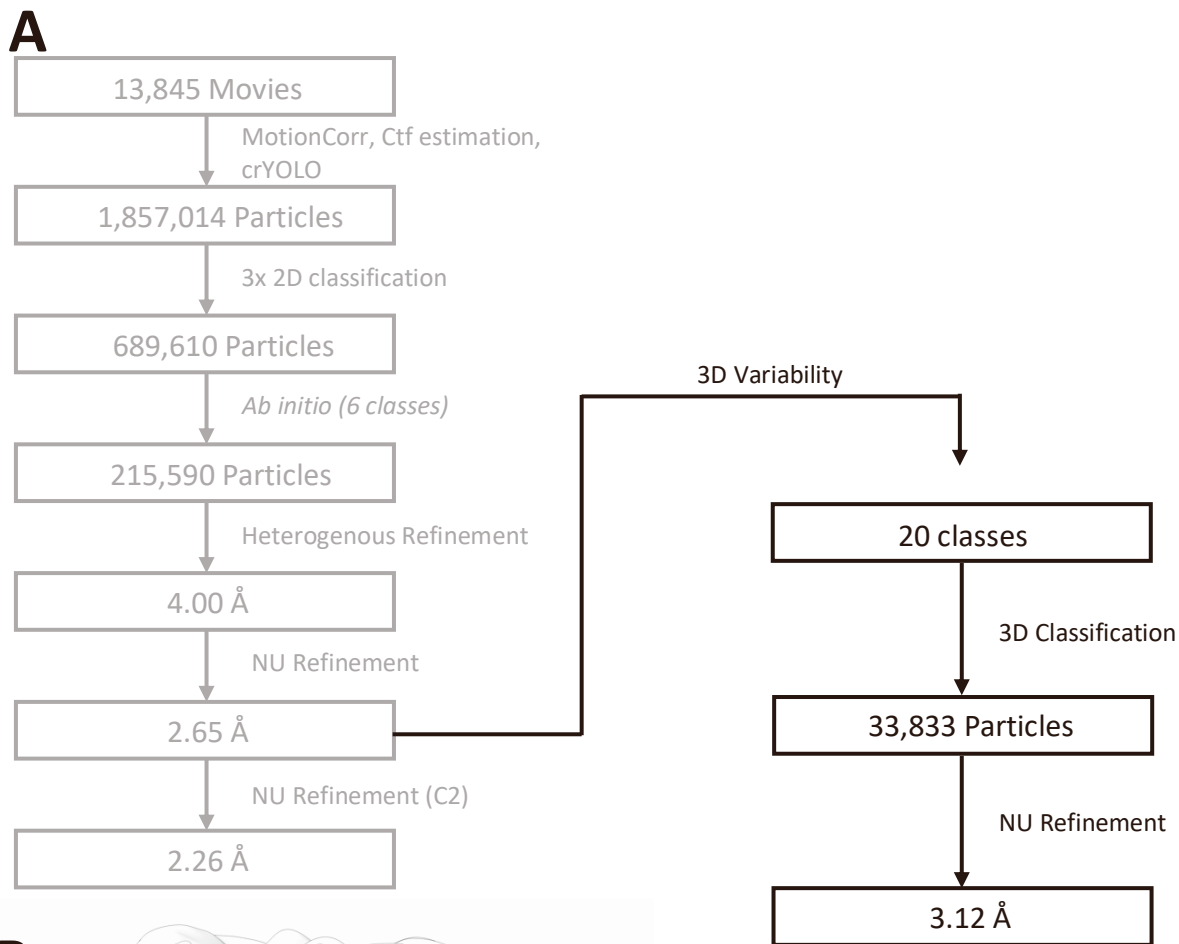 A
13,845 Movies
MotionCorr, Ctf estimation,
crYOLO
1,857,014 Particles
3x 2D classification
689,610 Particles
Ab initio (6 classes)
215,590 Particles
Heterogenous Refinement
4.00 Å
NU Refinement
2.65 Å
NU Refinement (C2)
2.26 Å
3D Variability
20 classes
3D Classification
33,833 Particles
NU Refinement
3.12 Å